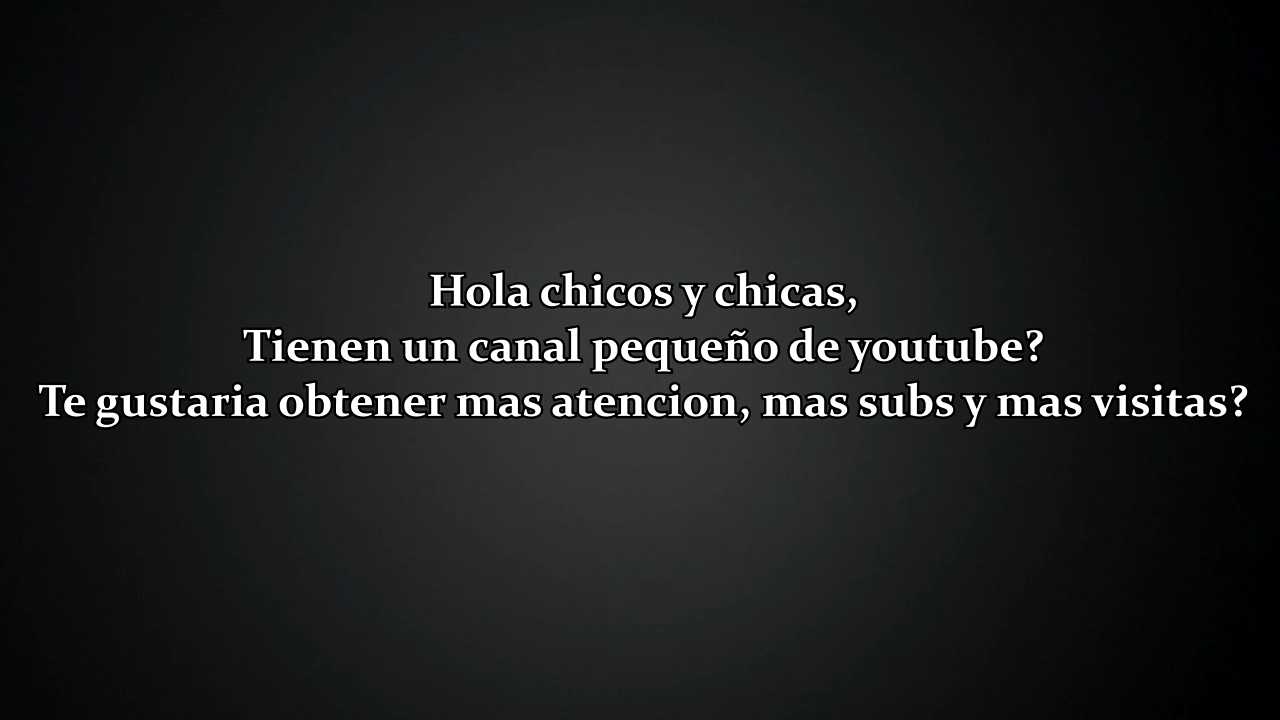 Hola chicos y chicas,
Tienen un canal pequeño de youtube?
Te gustaria obtener mas atencion, mas subs y mas visitas?